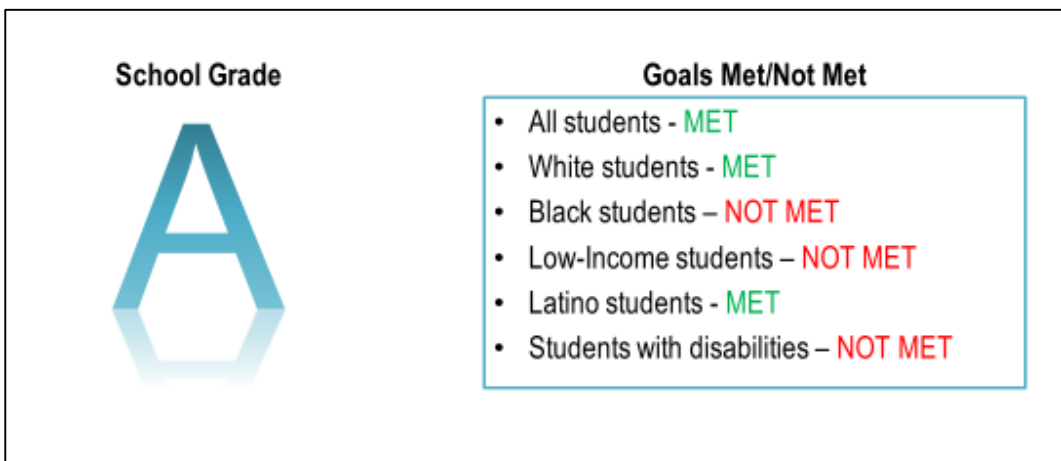 School Grade
A
Goals Met/Not Met
• All students - MET
• White students - MET
• Black students – NOT MET
• Low-Income students – NOT MET
• Latino students - MET
• Students with disabilities – NOT MET